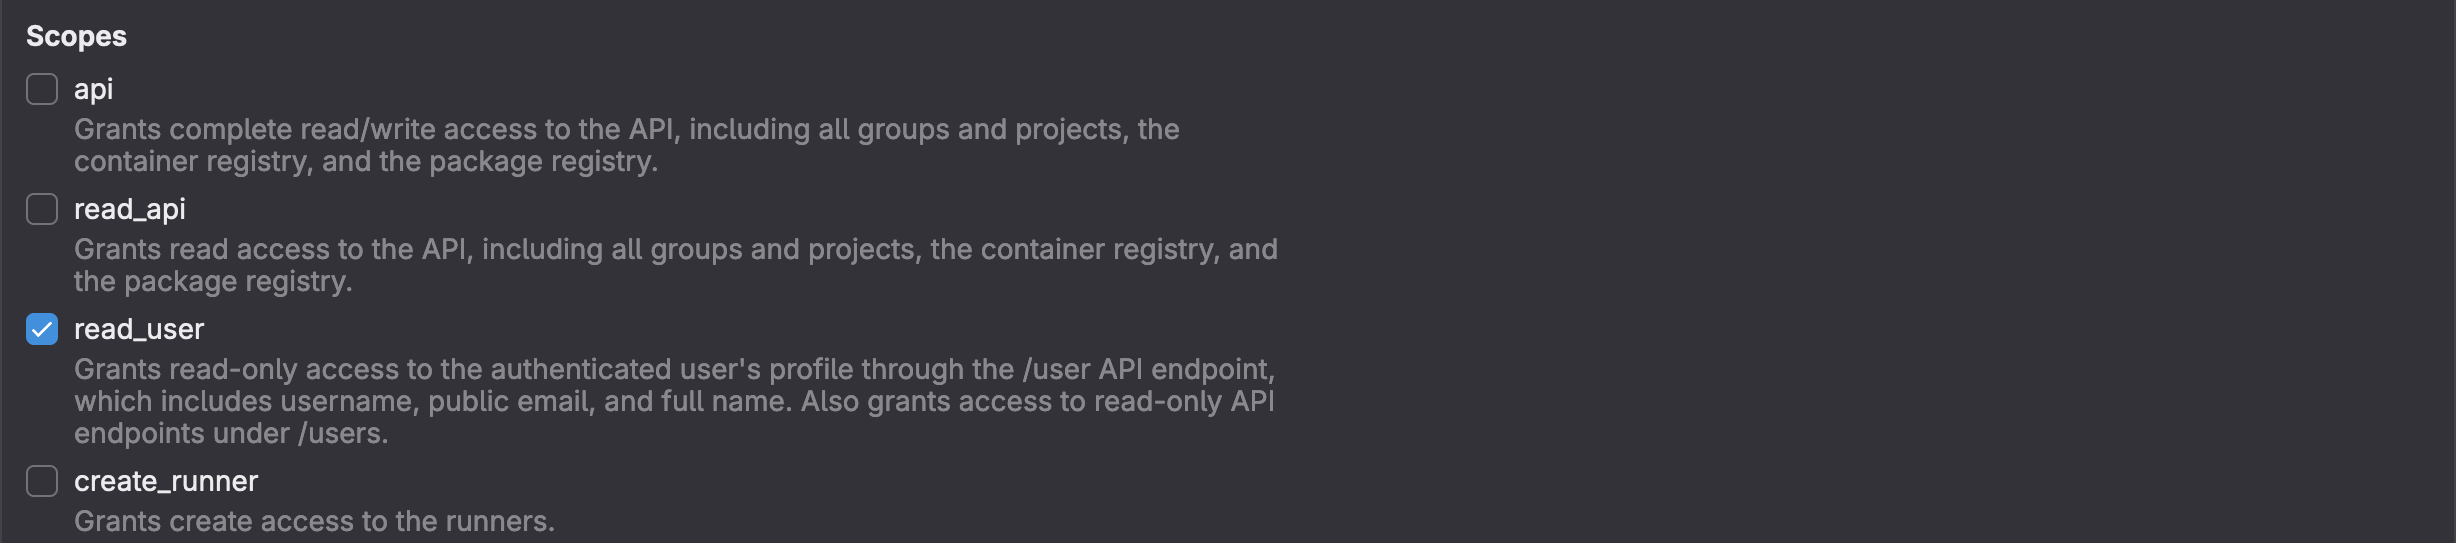 Scopes
api
Grants complete read/write access to the API, including all groups and projects, the
container registry, and the package registry.
read_api
Grants read access to the API, including all groups and projects, the container registry, and
the package registry.
read_user
Grants read-only access to the authenticated user's profile through the /user API endpoint,
which includes username, public email, and full name. Also grants access to read-only API
endpoints under /users.
create_runner
Grants create access to the runners.